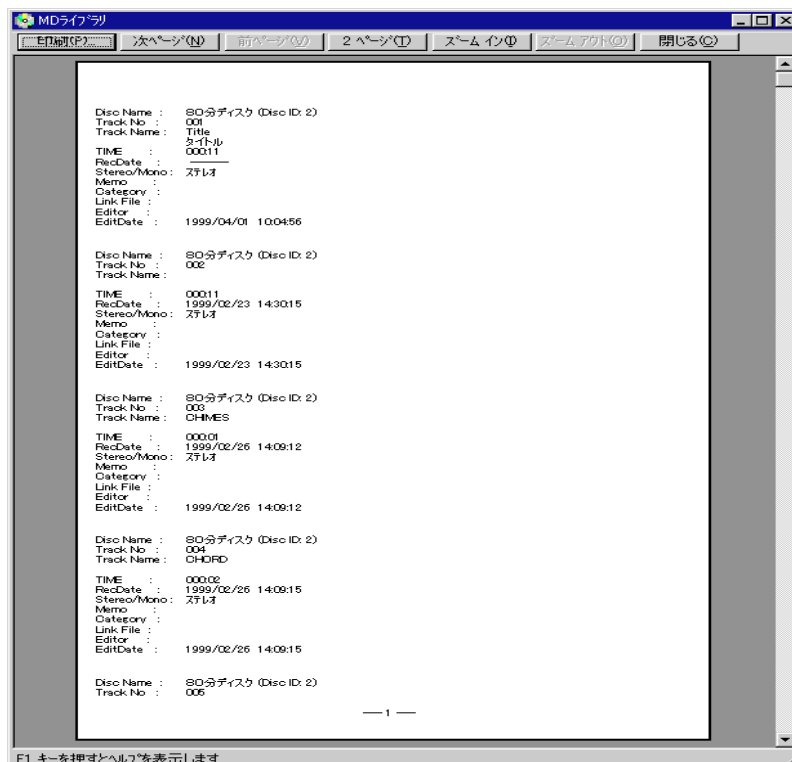 MDライブラリ
印刷(P)... 次ページ(N) 前ページ(V) 2 ページ(T) ズーム イン(I) ズーム アウト(O) 閉じる(C)
Disc Name : 80分ディスク (Disc ID: 2)
Track No : 001
Track Name : Title
タイトル
TIME : 000:11
RecDate : ———
Stereo/Mono : ステレオ
Memo :
Category :
Link File :
Editor :
EditDate : 1999/04/01 10:04:56
Disc Name : 80分ディスク (Disc ID: 2)
Track No : 002
Track Name :
TIME : 000:11
RecDate : 1999/02/23 14:30:15
Stereo/Mono : ステレオ
Memo :
Category :
Link File :
Editor :
EditDate : 1999/02/23 14:30:15
Disc Name : 80分ディスク (Disc ID: 2)
Track No : 003
Track Name : CHIMES
TIME : 000:01
RecDate : 1999/02/26 14:09:12
Stereo/Mono : ステレオ
Memo :
Category :
Link File :
Editor :
EditDate : 1999/02/26 14:09:12
Disc Name : 80分ディスク (Disc ID: 2)
Track No : 004
Track Name : CHORD
TIME : 000:02
RecDate : 1999/02/26 14:09:15
Stereo/Mono : ステレオ
Memo :
Category :
Link File :
Editor :
EditDate : 1999/02/26 14:09:15
Disc Name : 80分ディスク (Disc ID: 2)
Track No : 005
— 1 —
F1 キーを押すとヘルプを表示します